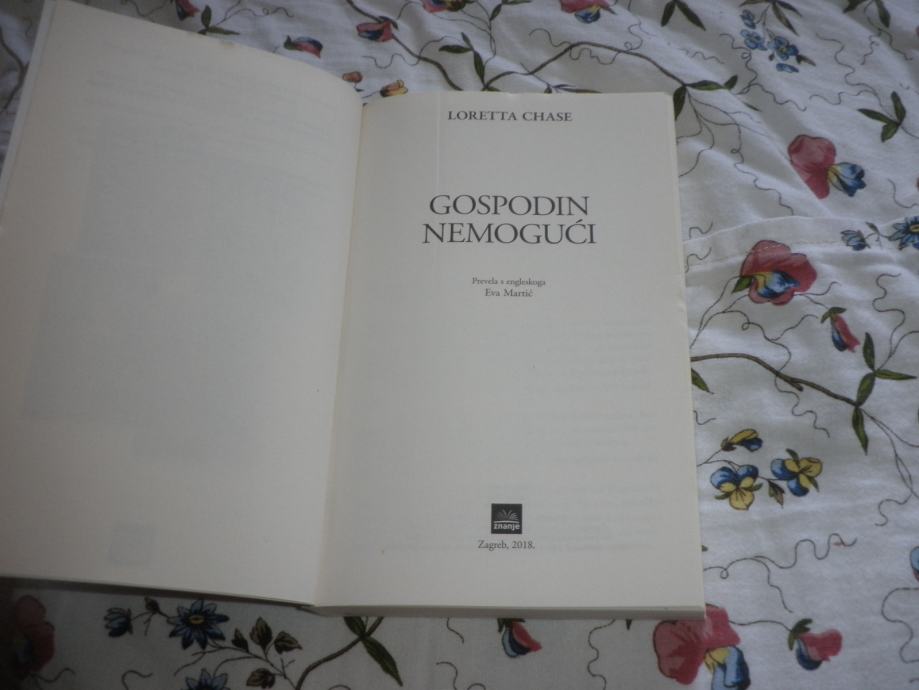 LORETTA CHASE
GOSPODIN
NEMOGUĆI
Prevela s engleskoga
Eva Martić
znanje
Zagreb, 2018.